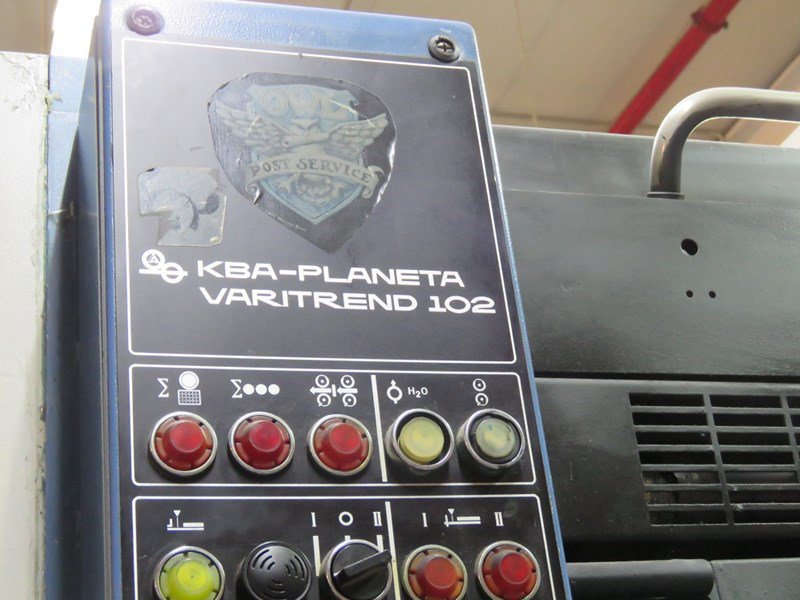 OWL
POST SERVICE
KBA-PLANETA
VARITREND 102
Σ Σ H₂O
I O II I II